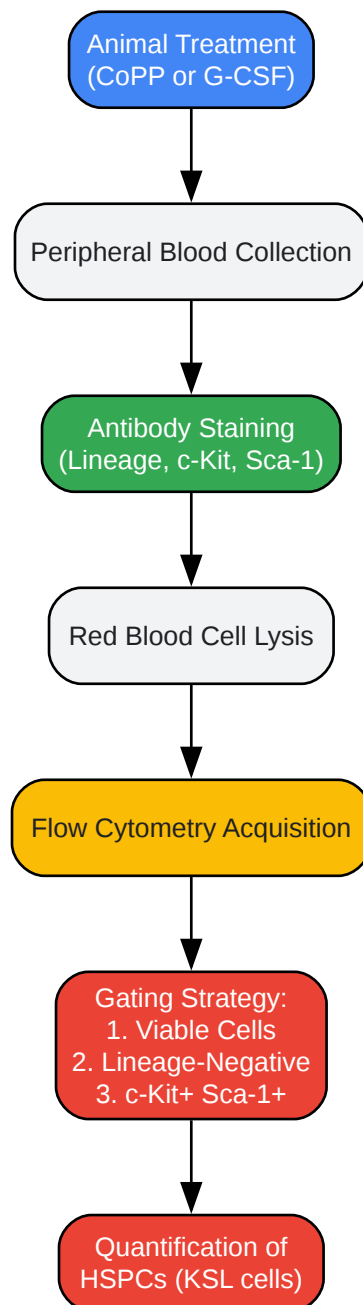 Animal Treatment
(CoPP or G-CSF)
Peripheral Blood Collection
Antibody Staining
(Lineage, c-Kit, Sca-1)
Red Blood Cell Lysis
Flow Cytometry Acquisition
Gating Strategy:
1. Viable Cells
2. Lineage-Negative
3. c-Kit+ Sca-1+
Quantification of
HSPCs (KSL cells)